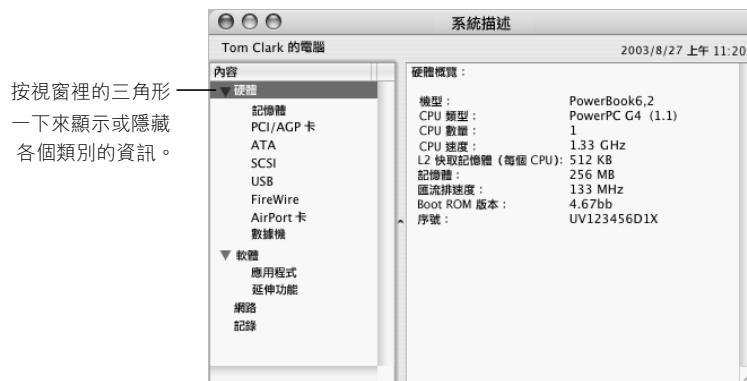 系統描述
Tom Clark 的電腦
2003/8/27 上午 11:20
按視窗裡的三角形
一下來顯示或隱藏
各個類別的資訊。
內容
硬體
記憶體
PCI/AGP 卡
ATA
SCSI
USB
FireWire
AirPort 卡
數據機
軟體
應用程式
延伸功能
網路
記錄
硬體概覽：
機型： PowerBook6,2
CPU 類型： PowerPC G4 (1.1)
CPU 數量： 1
CPU 速度： 1.33 GHz
L2 快取記憶體 (每個 CPU): 512 KB
記憶體： 256 MB
匯流排速度： 133 MHz
Boot ROM 版本： 4.67bb
序號： UV123456D1X